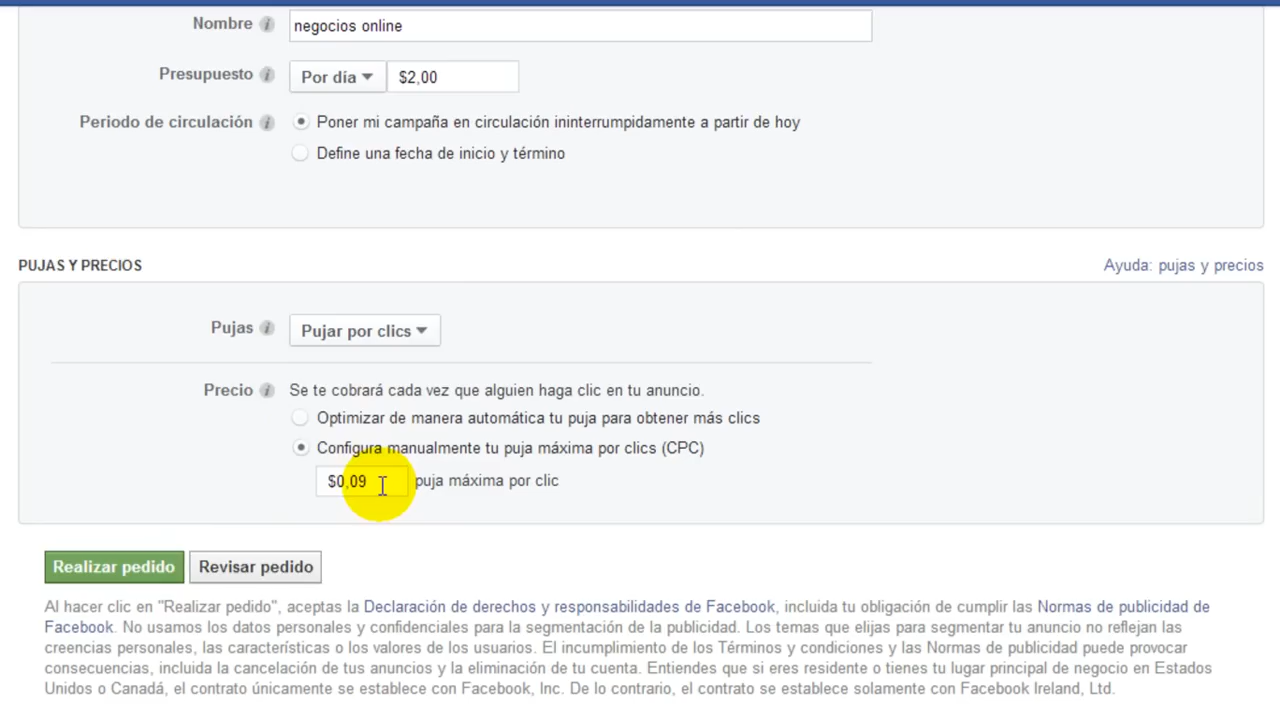 Nombre negocios online
Presupuesto Por día $2,00
Periodo de circulación Poner mi campaña en circulación ininterrumpidamente a partir de hoy
Define una fecha de inicio y término
PUJAS Y PRECIOS Ayuda: pujas y precios
Pujas Pujar por clics
Precio Se te cobrará cada vez que alguien haga clic en tu anuncio.
Optimizar de manera automática tu puja para obtener más clics
Configura manualmente tu puja máxima por clics (CPC)
$0,09 puja máxima por clic
Realizar pedido Revisar pedido
Al hacer clic en "Realizar pedido", aceptas la Declaración de derechos y responsabilidades de Facebook, incluida tu obligación de cumplir las Normas de publicidad de
Facebook. No usamos los datos personales y confidenciales para la segmentación de la publicidad. Los temas que elijas para segmentar tu anuncio no reflejan las
creencias personales, las características o los valores de los usuarios. El incumplimiento de los Términos y condiciones y las Normas de publicidad puede provocar
consecuencias, incluida la cancelación de tus anuncios y la eliminación de tu cuenta. Entiendes que si eres residente o tienes tu lugar principal de negocio en Estados
Unidos o Canadá, el contrato únicamente se establece con Facebook, Inc. De lo contrario, el contrato se establece solamente con Facebook Ireland, Ltd.